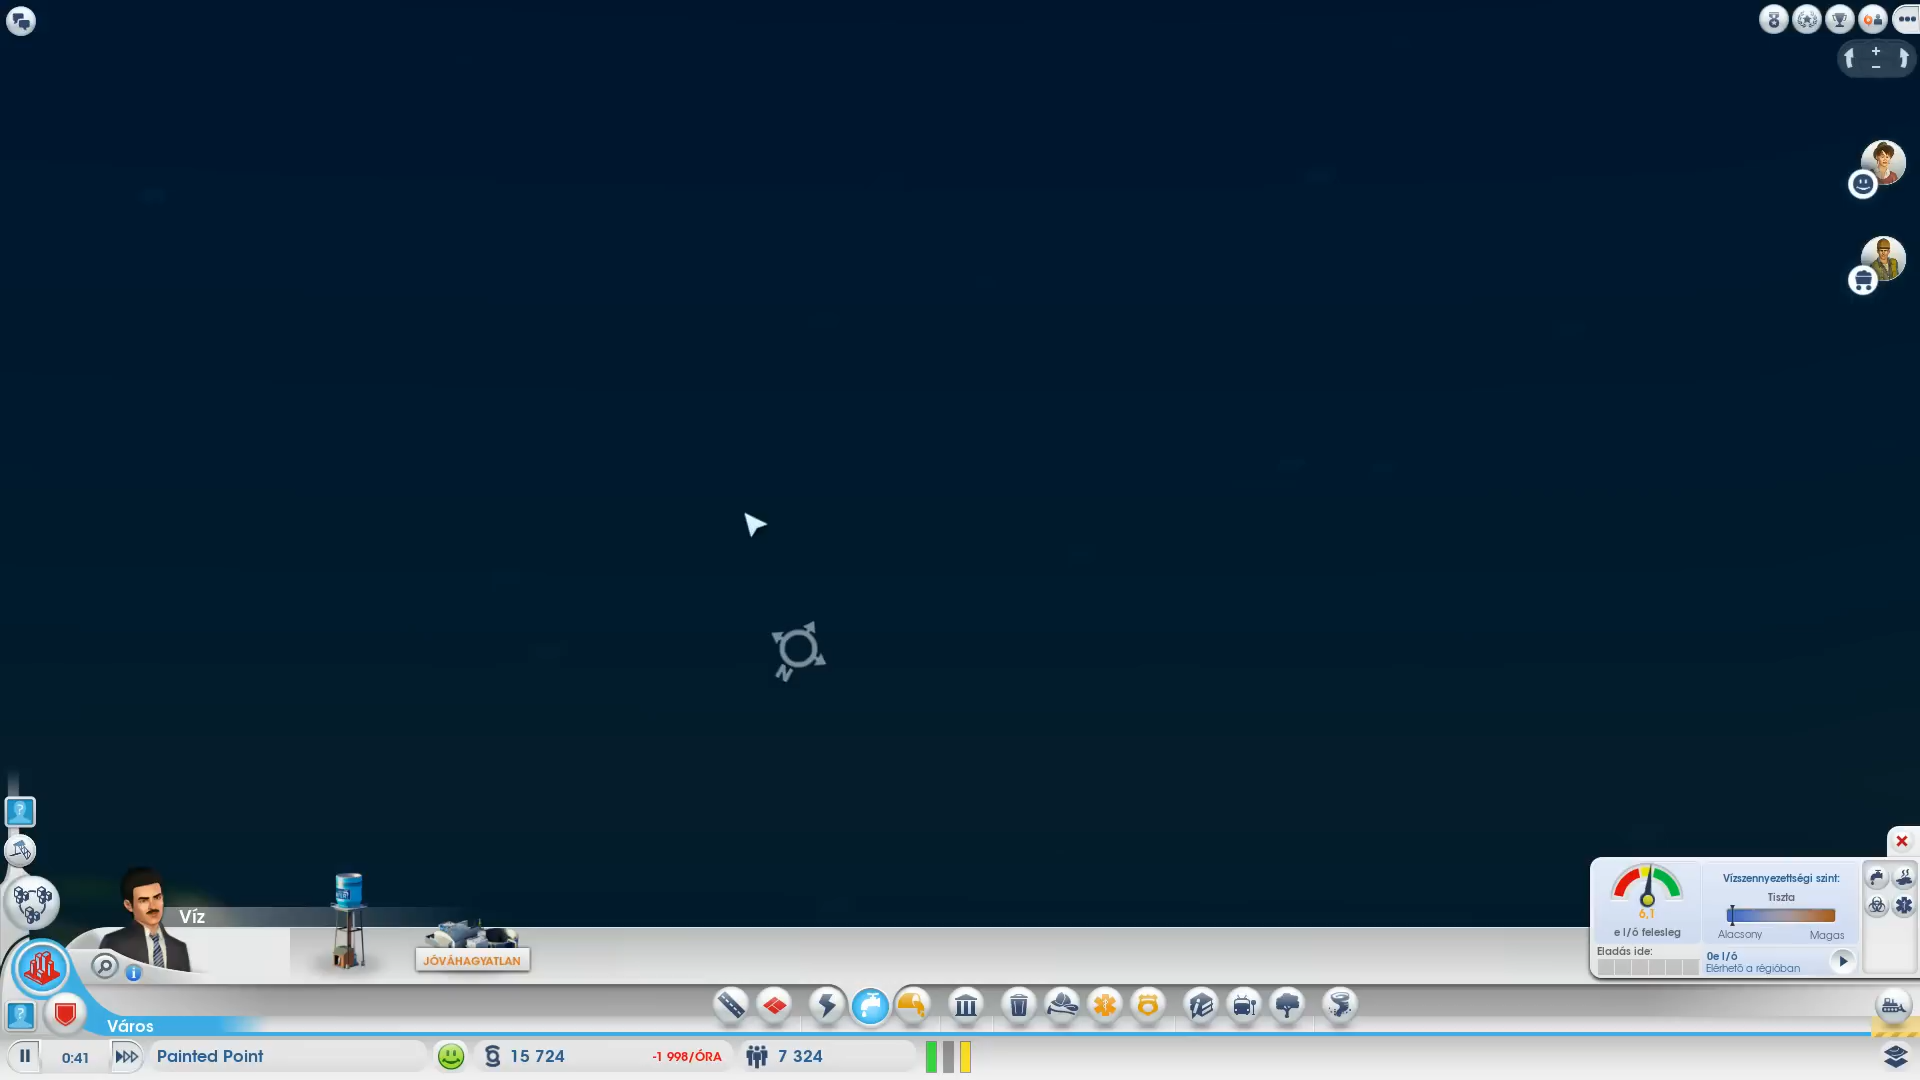 N
Víz
JÓVÁHAGYATLAN
6,1
e l/ó felesleg
Vízszennyezettségi szint:
Tiszta
Alacsony
Magas
Eladás ide:
0e l/ó
Elérhető a régióban
Város
0:41
Painted Point
15 724
-1 998/ÓRA
7 324